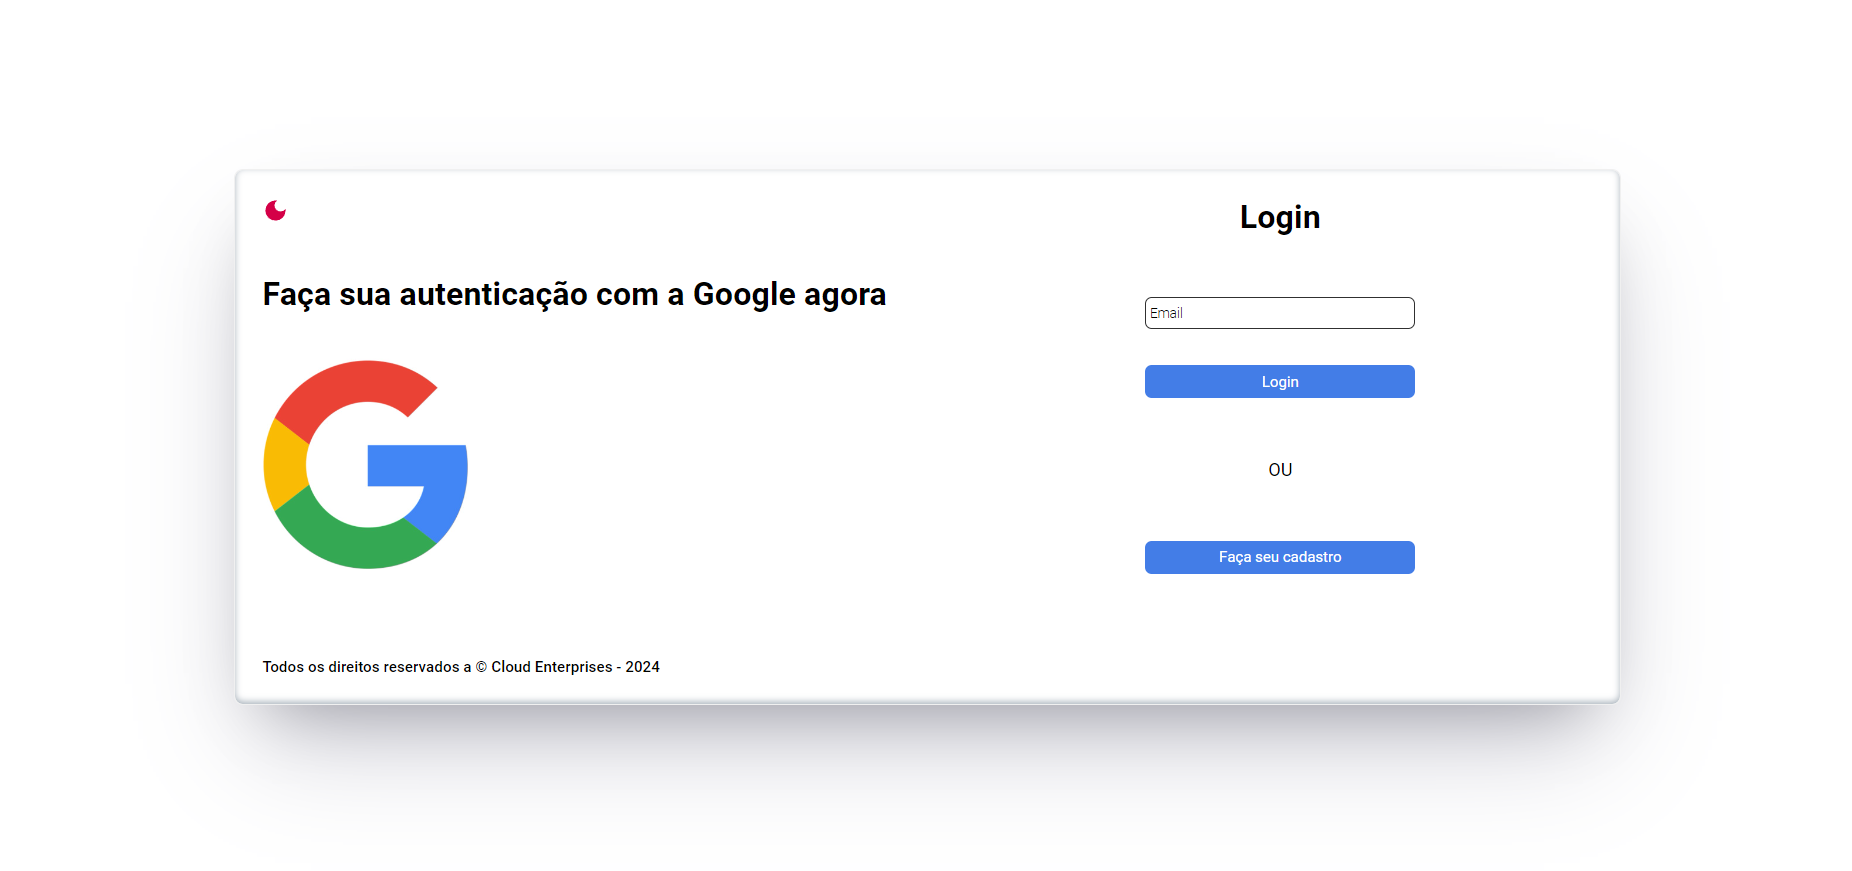 Login
Faça sua autenticação com a Google agora
Email
Login
OU
Faça seu cadastro
Todos os direitos reservados a © Cloud Enterprises - 2024